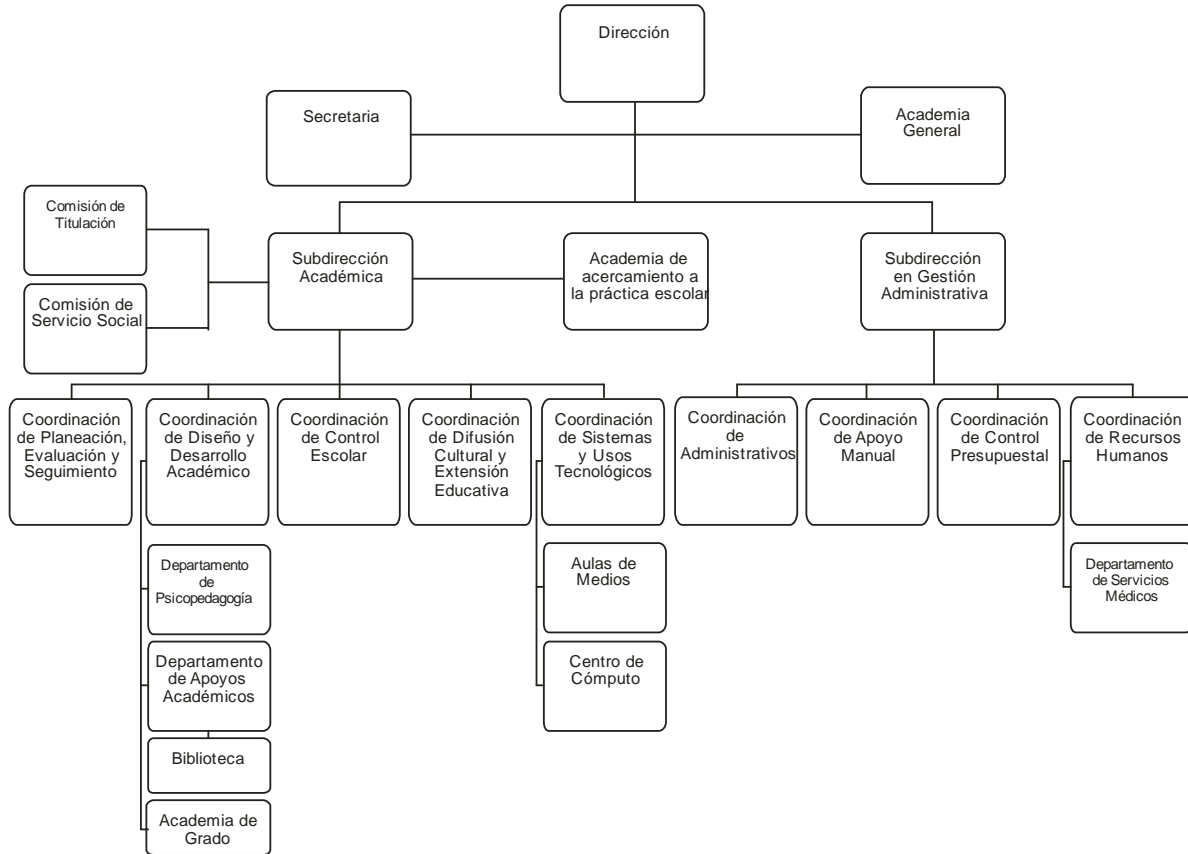 Dirección
Secretaria
Academia
General
Comisión de
Titulación
Comisión de
Servicio Social
Subdirección
Académica
Academia de
acercamiento a
la práctica escolar
Subdirección
en Gestión
Administrativa
Coordinación
de Planeación,
Evaluación y
Seguimiento
Coordinación
de Diseño y
Desarrollo
Académico
Coordinación
de Control
Escolar
Coordinación
de Difusión
Cultural y
Extensión
Educativa
Coordinación
de Sistemas
y Usos
Tecnológicos
Coordinación
de
Administrativos
Coordinación
de Apoyo
Manual
Coordinación
de Control
Presupuestal
Coordinación
de Recursos
Humanos
Departamento
de
Psicopedagogía
Departamento
de Apoyos
Académicos
Biblioteca
Academia de
Grado
Aulas de
Medios
Centro de
Cómputo
Departamento
de Servicios
Médicos